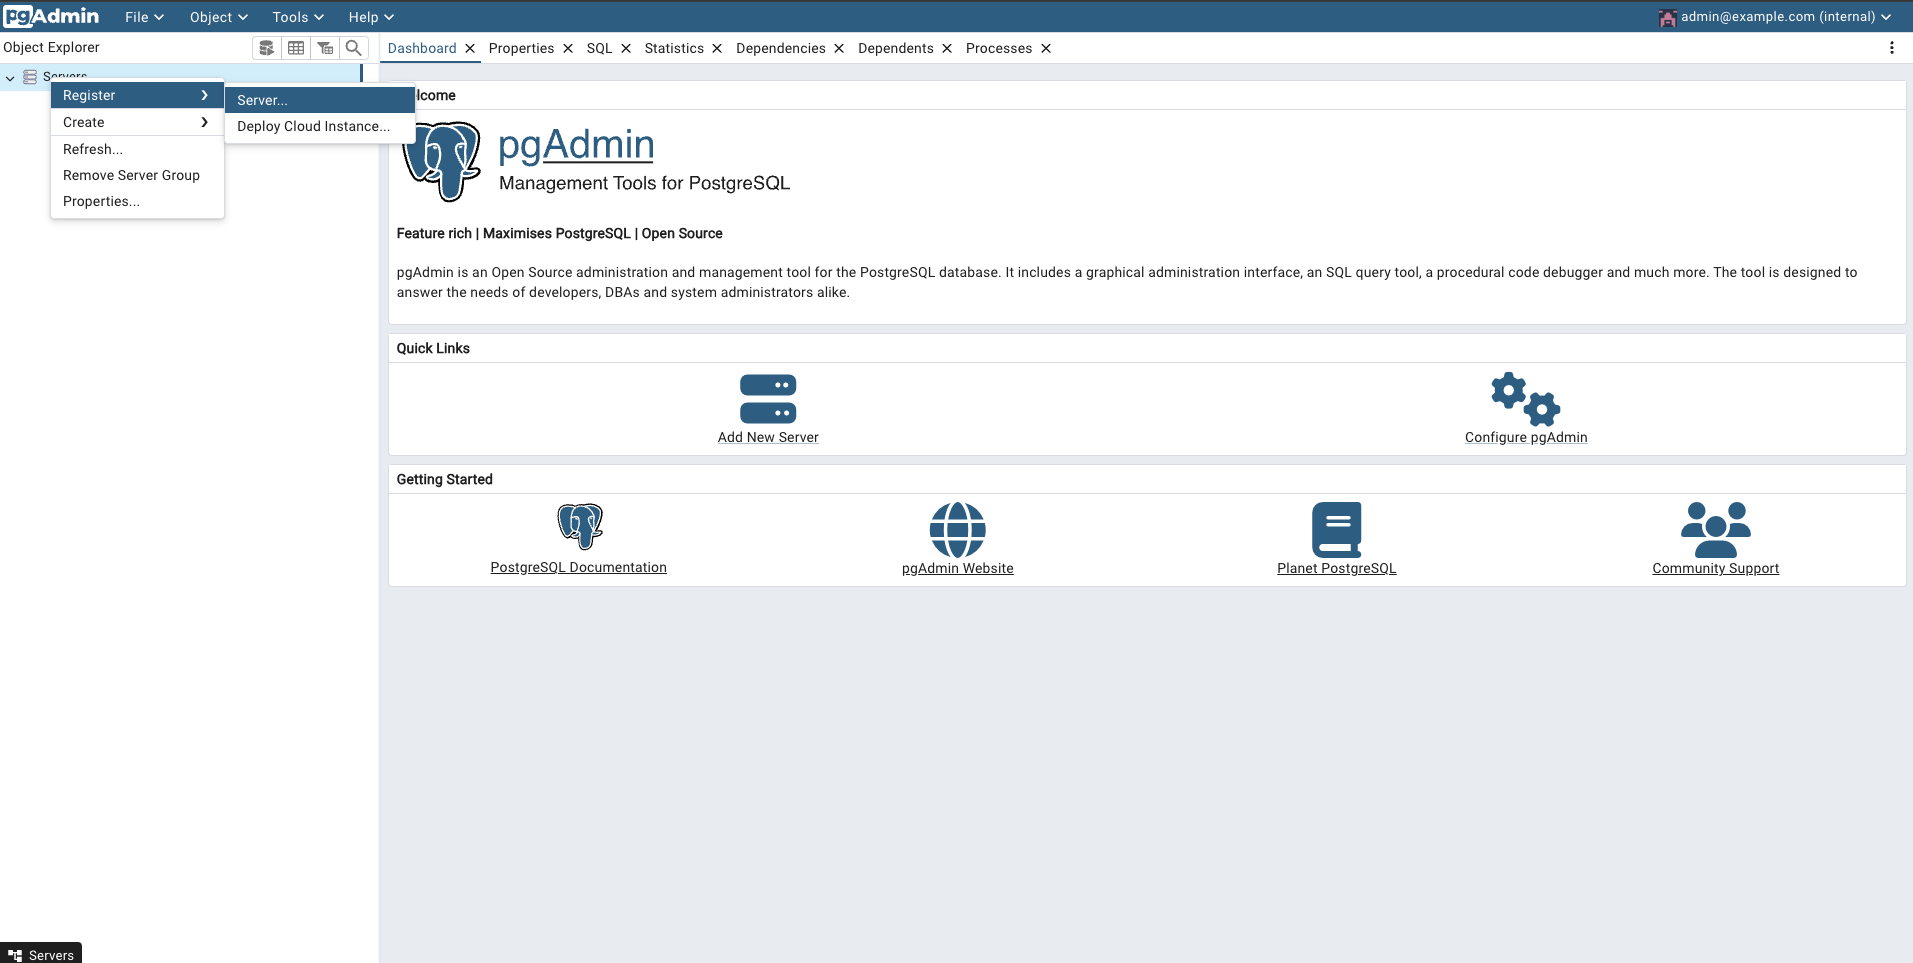 pgAdmin File Object Tools Help admin@example.com (internal)
Object Explorer
Dashboard Properties SQL Statistics Dependencies Dependents Processes
Servers
Register
Create
Refresh...
Remove Server Group
Properties...
Server...
Deploy Cloud Instance...
lcome
pgAdmin
Management Tools for PostgreSQL
Feature rich | Maximises PostgreSQL | Open Source
pgAdmin is an Open Source administration and management tool for the PostgreSQL database. It includes a graphical administration interface, an SQL query tool, a procedural code debugger and much more. The tool is designed to
answer the needs of developers, DBAs and system administrators alike.
Quick Links
Add New Server
Configure pgAdmin
Getting Started
PostgreSQL Documentation
pgAdmin Website
Planet PostgreSQL
Community Support
Servers